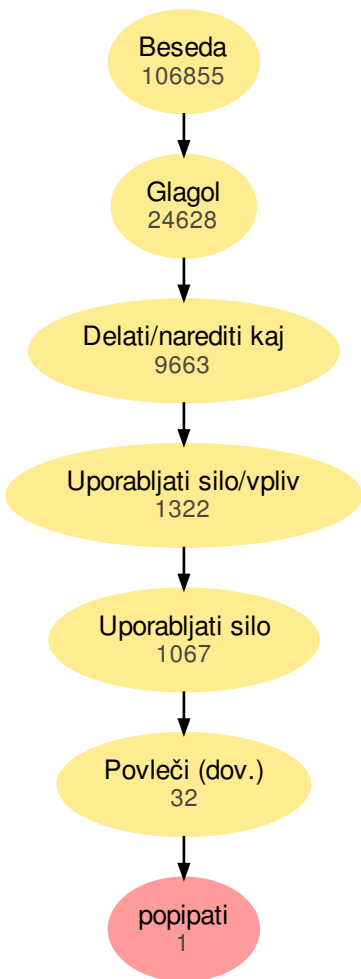 Beseda
106855
Glagol
24628
Delati/narediti kaj
9663
Uporabljati silo/vpliv
1322
Uporabljati silo
1067
Povleči (dov.)
32
popipati
1